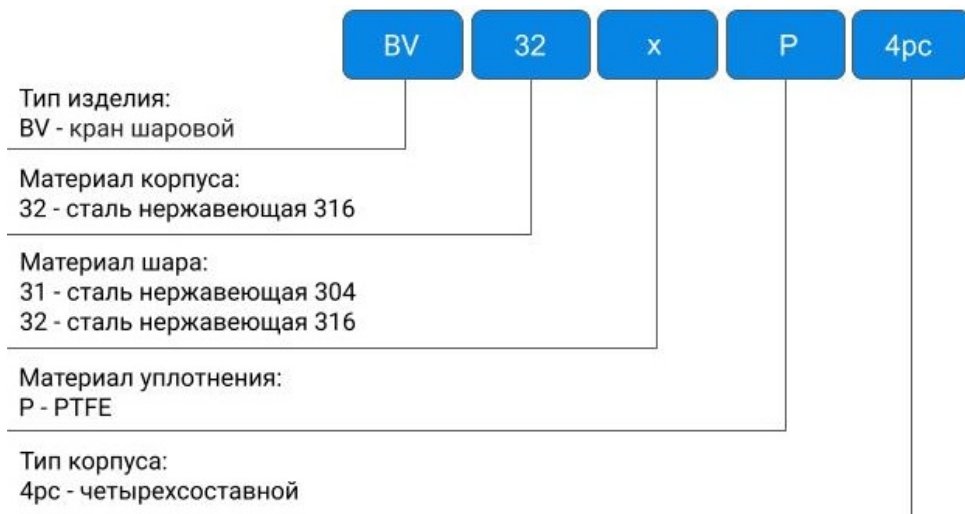 BV 32 x P 4pc
Тип изделия:
BV - кран шаровой
Материал корпуса:
32 - сталь нержавеющая 316
Материал шара:
31 - сталь нержавеющая 304
32 - сталь нержавеющая 316
Материал уплотнения:
P - PTFE
Тип корпуса:
4pc - четырехсоставной